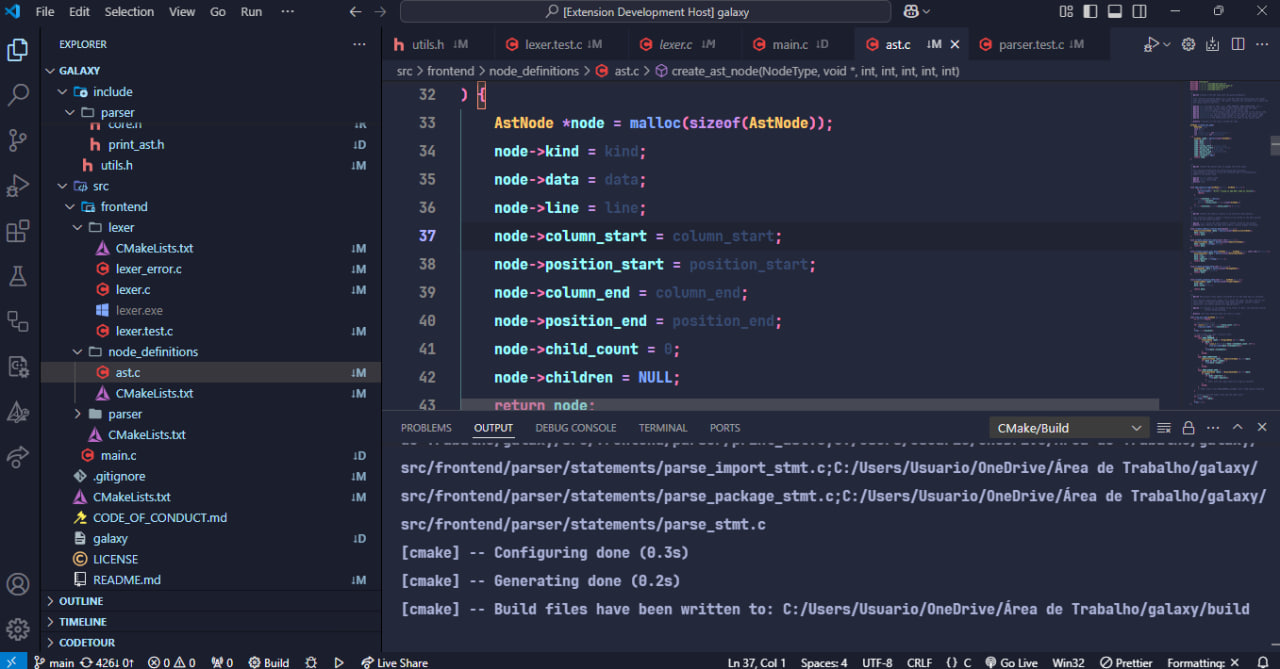 File Edit Selection View Go Run ··· [Extension Development Host] galaxy
EXPLORER ···
GALAXY
include
parser
core.h ↓R
print_ast.h ↓D
utils.h ↓M
src
frontend
lexer
CMakeLists.txt ↓M
lexer_error.c ↓M
lexer.c ↓M
lexer.exe
lexer.test.c ↓M
node_definitions
ast.c ↓M
CMakeLists.txt ↓M
parser
CMakeLists.txt
main.c ↓D
.gitignore ↓M
CMakeLists.txt ↓M
CODE_OF_CONDUCT.md
galaxy ↓D
LICENSE
README.md ↓M
OUTLINE
TIMELINE
CODETOUR
utils.h ↓M lexer.test.c ↓M lexer.c ↓M main.c ↓D ast.c ↓M parser.test.c ↓M
src > frontend > node_definitions > ast.c > create_ast_node(NodeType, void *, int, int, int, int, int)
32 ) {
33 AstNode *node = malloc(sizeof(AstNode));
34 node->kind = kind;
35 node->data = data;
36 node->line = line;
37 node->column_start = column_start;
38 node->position_start = position_start;
39 node->column_end = column_end;
40 node->position_end = position_end;
41 node->child_count = 0;
42 node->children = NULL;
43 return node;
PROBLEMS OUTPUT DEBUG CONSOLE TERMINAL PORTS CMake/Build
src/frontend/parser/statements/parse_import_stmt.c;C:/Users/Usuario/OneDrive/Área de Trabalho/galaxy/
src/frontend/parser/statements/parse_package_stmt.c;C:/Users/Usuario/OneDrive/Área de Trabalho/galaxy/
src/frontend/parser/statements/parse_stmt.c
[cmake] -- Configuring done (0.3s)
[cmake] -- Generating done (0.2s)
[cmake] -- Build files have been written to: C:/Users/Usuario/OneDrive/Área de Trabalho/galaxy/build
main 426↓ 0↑ 0 0 0 Build Live Share Ln 37, Col 1 Spaces: 4 UTF-8 CRLF {} C Go Live Win32 Prettier Formatting: ×